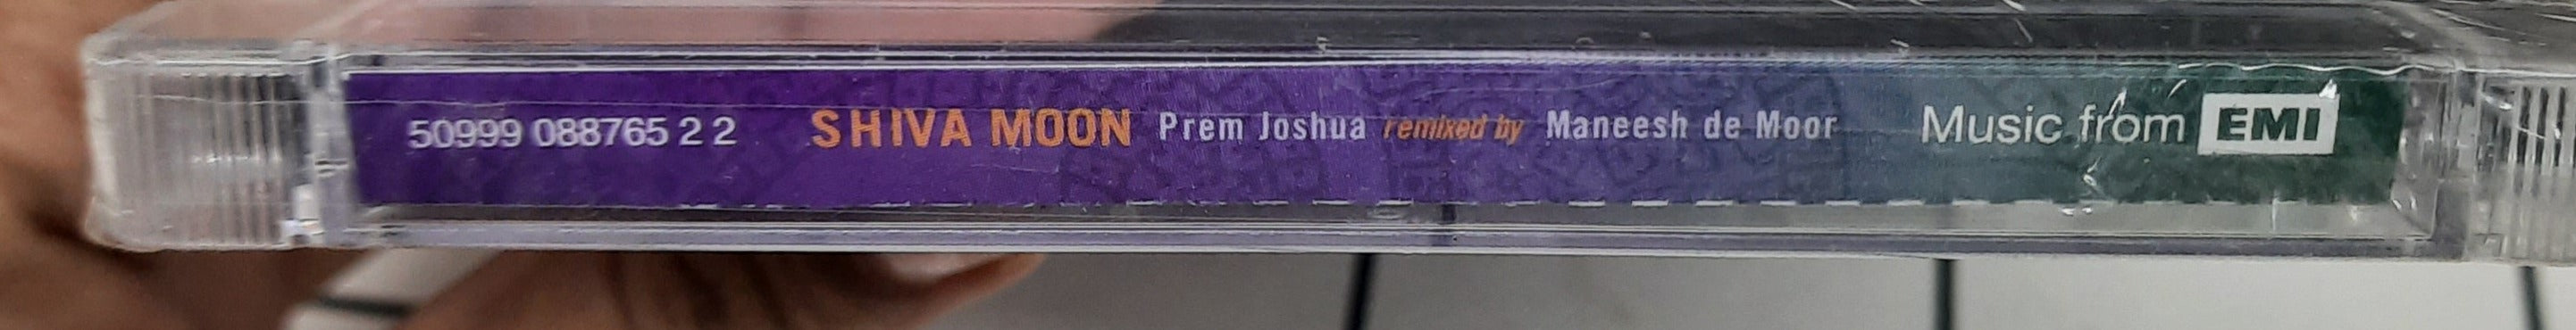 50999 088765 2 2 SHIVA MOON Prem Joshua remixed by Maneesh de Moor Music from EMI